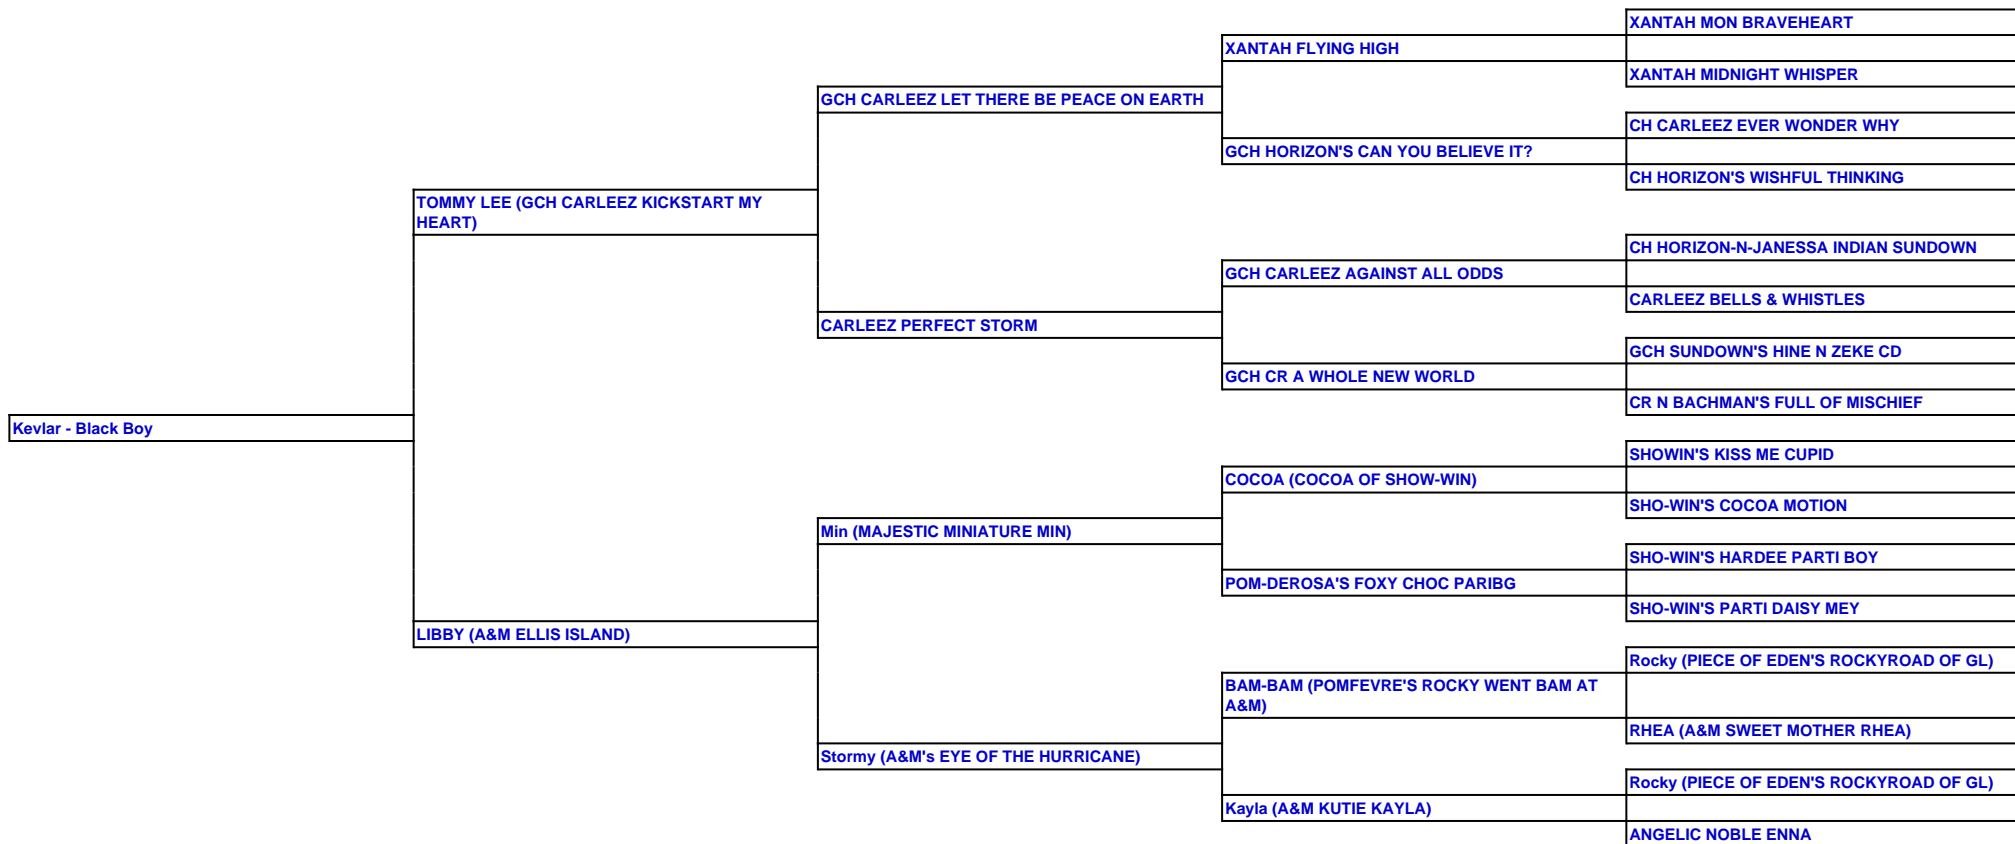 XANTAH MON BRAVEHEART
XANTAH FLYING HIGH
XANTAH MIDNIGHT WHISPER
GCH CARLEEZ LET THERE BE PEACE ON EARTH
CH CARLEEZ EVER WONDER WHY
GCH HORIZON'S CAN YOU BELIEVE IT?
CH HORIZON'S WISHFUL THINKING
TOMMY LEE (GCH CARLEEZ KICKSTART MY
HEART)
CH HORIZON-N-JANESSA INDIAN SUNDOWN
GCH CARLEEZ AGAINST ALL ODDS
CARLEEZ BELLS & WHISTLES
CARLEEZ PERFECT STORM
GCH SUNDOWN'S HINE N ZEKE CD
GCH CR A WHOLE NEW WORLD
CR N BACHMAN'S FULL OF MISCHIEF
Kevlar - Black Boy
SHOWIN'S KISS ME CUPID
COCOA (COCOA OF SHOW-WIN)
SHO-WIN'S COCOA MOTION
Min (MAJESTIC MINIATURE MIN)
SHO-WIN'S HARDEE PARTI BOY
POM-DEROSA'S FOXY CHOC PARIBG
SHO-WIN'S PARTI DAISY MEY
LIBBY (A&M ELLIS ISLAND)
Rocky (PIECE OF EDEN'S ROCKYROAD OF GL)
BAM-BAM (POMFEVRE'S ROCKY WENT BAM AT
A&M)
RHEA (A&M SWEET MOTHER RHEA)
Stormy (A&M's EYE OF THE HURRICANE)
Rocky (PIECE OF EDEN'S ROCKYROAD OF GL)
Kayla (A&M KUTIE KAYLA)
ANGELIC NOBLE ENNA